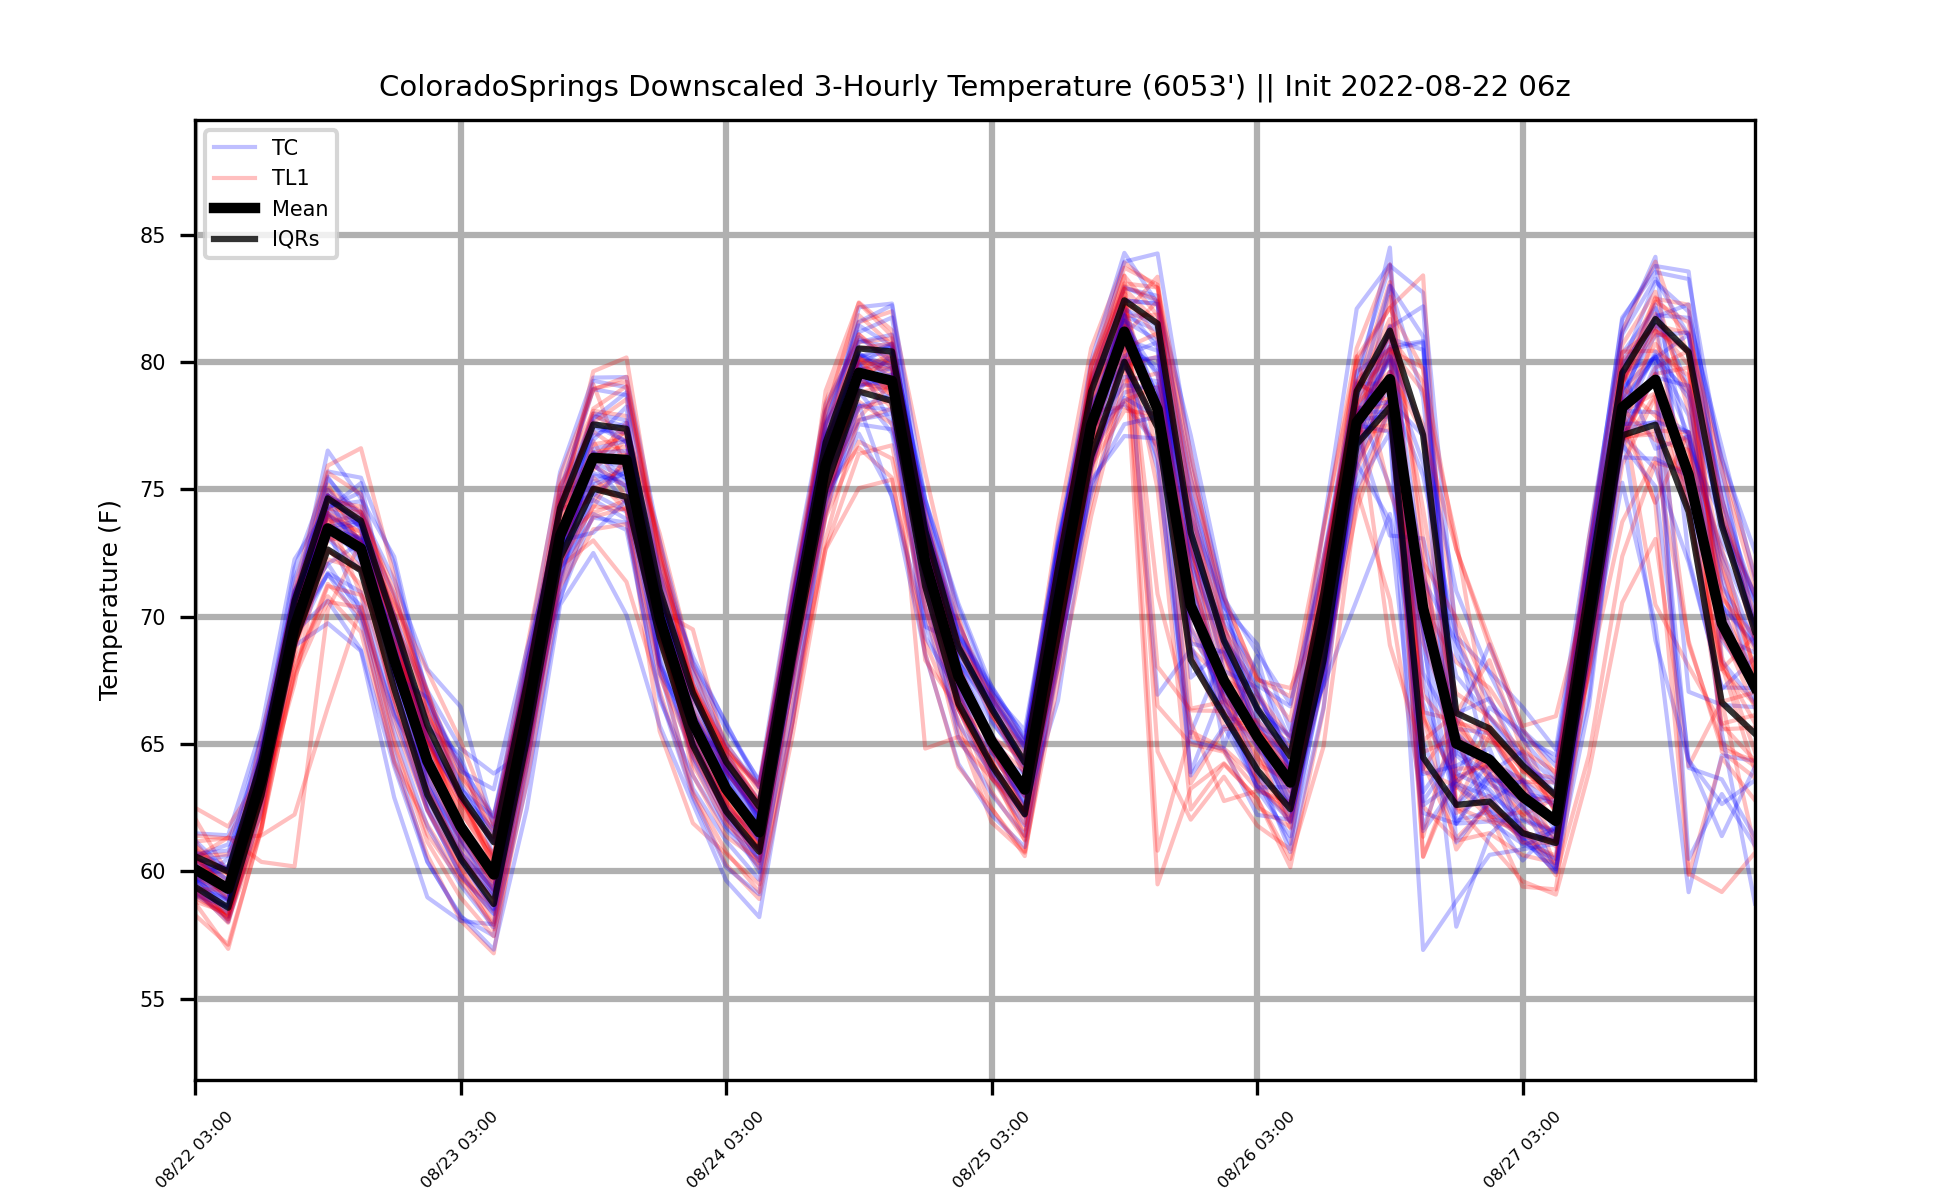 ColoradoSprings Downscaled 3-Hourly Temperature (6053') || Init 2022-08-22 06z
TC
TL1
Mean
IQRs
Temperature (F)
85
80
75
70
65
60
55
08/22 03:00
08/23 03:00
08/24 03:00
08/25 03:00
08/26 03:00
08/27 03:00